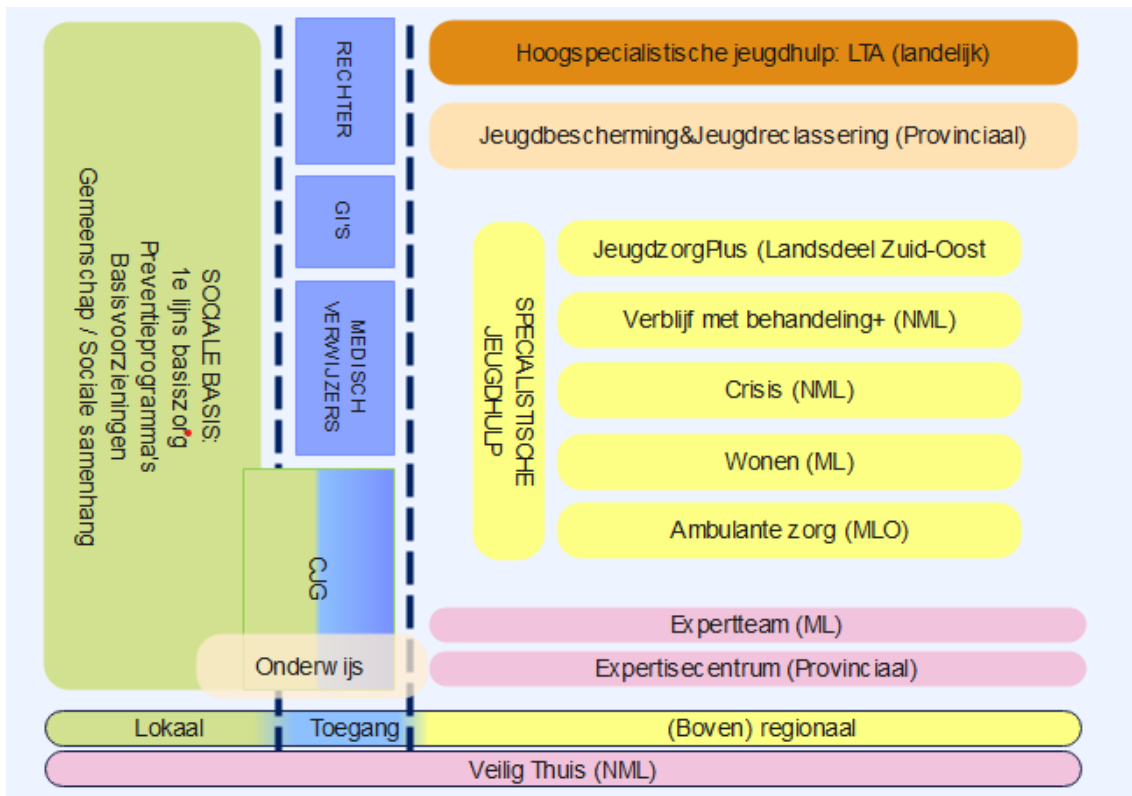 SOCIALE BASIS:
1e lijns basiszorg
Preventieprogramma's
Basisvoorzieningen
Gemeenschap / Sociale samenhang
RECHTER
GI'S
MEDISCH
VERWIJZERS
CJG
Onderwijs
Hoogspecialistische jeugdhulp: LTA (landelijk)
Jeugdbescherming&Jeugdreclassering (Provinciaal)
SPECIALISTISCHE
JEUGDHULP
JeugdzorgPlus (Landsdeel Zuid-Oost
Verblijf met behandeling+ (NML)
Crisis (NML)
Wonen (ML)
Ambulante zorg (MLO)
Expertteam (ML)
Expertisecentrum (Provinciaal)
Lokaal
Toegang
(Boven) regionaal
Veilig Thuis (NML)